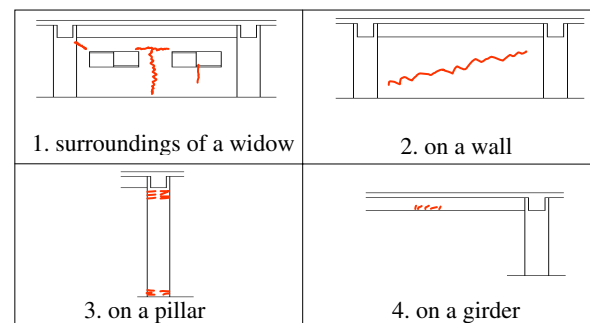 1. surroundings of a widow
2. on a wall
3. on a pillar
4. on a girder